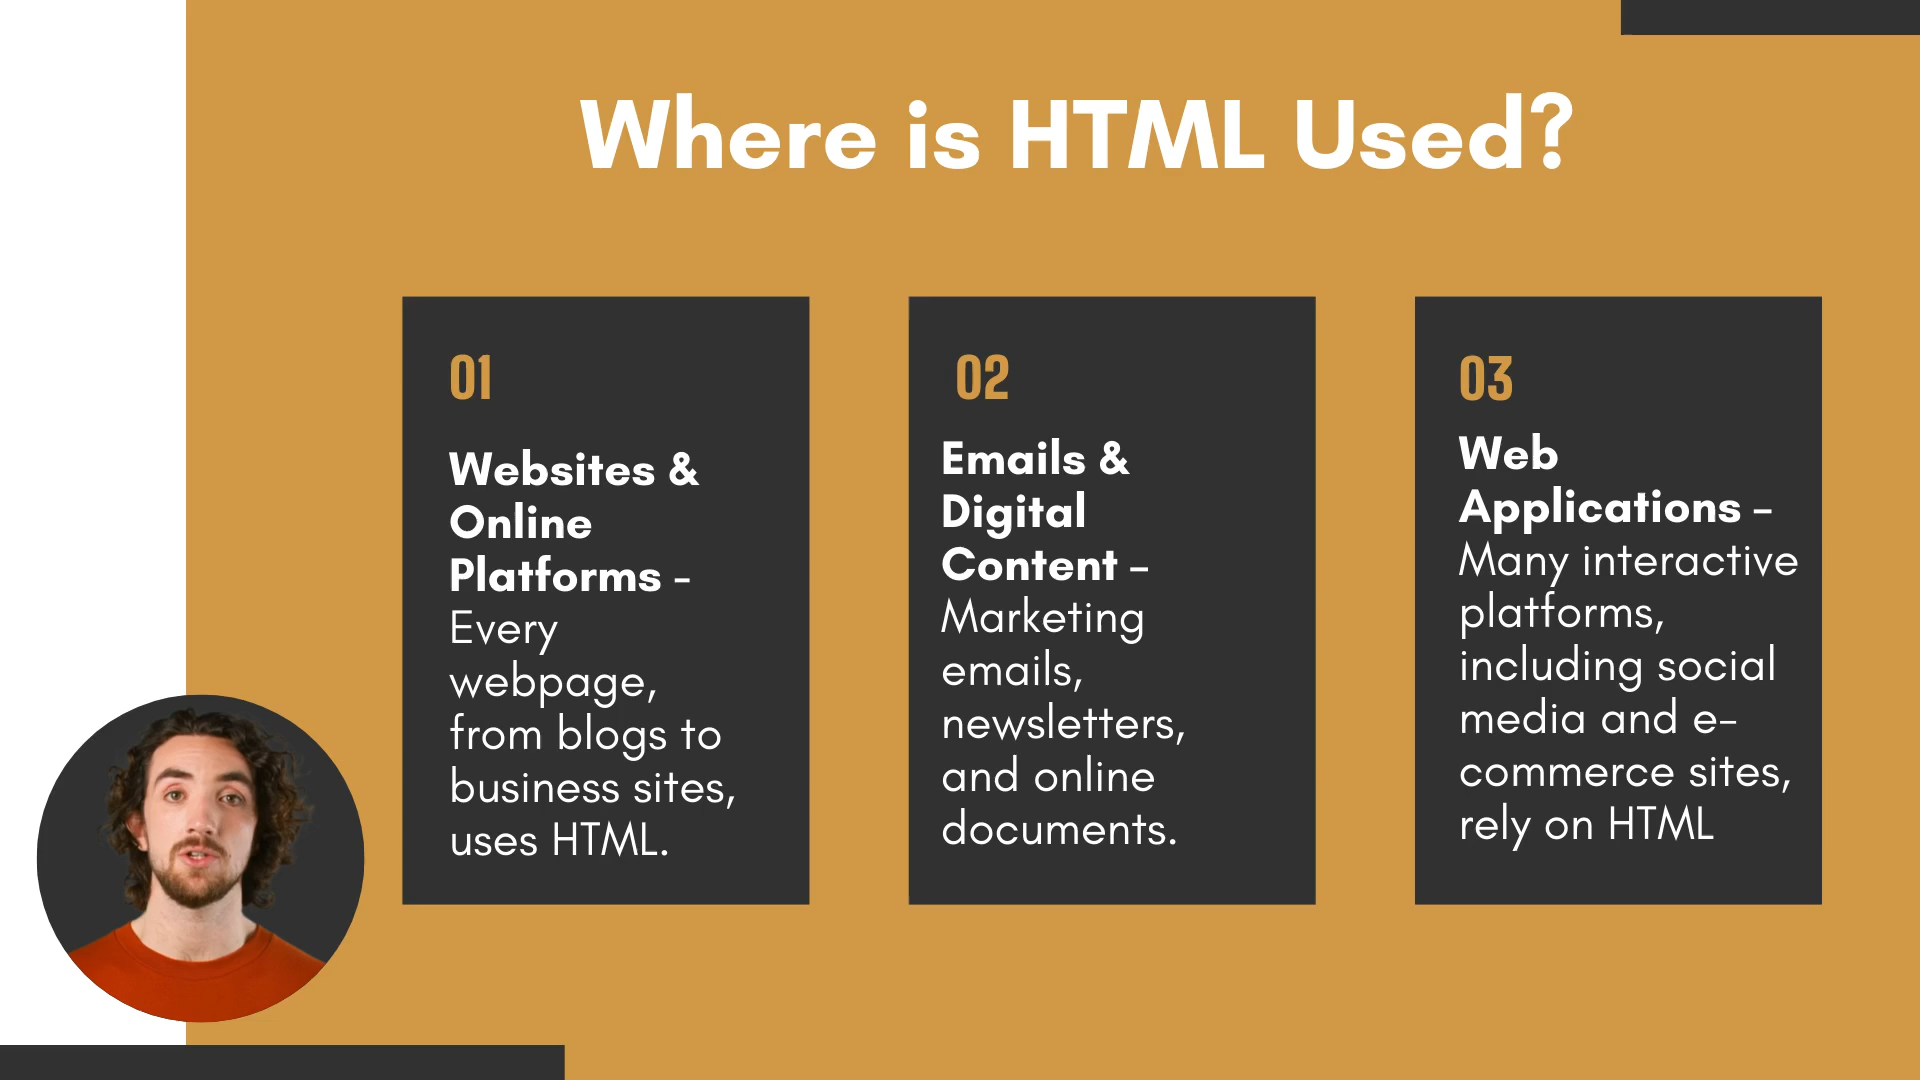 Where is HTML Used?
01
Websites &
Online
Platforms -
Every
webpage,
from blogs to
business sites,
uses HTML.
02
Emails &
Digital
Content –
Marketing
emails,
newsletters,
and online
documents.
03
Web
Applications –
Many interactive
platforms,
including social
media and e-
commerce sites,
rely on HTML